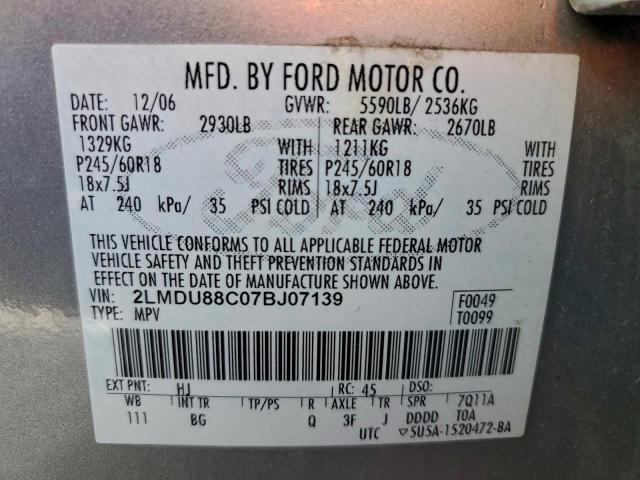 MFD. BY FORD MOTOR CO.
DATE: 12/06 GVWR: 5590LB/ 2536KG
FRONT GAWR: 2930LB REAR GAWR: 2670LB
1329KG WITH 1211KG WITH
P245/60R18 TIRES P245/60R18 TIRES
18x7.5J RIMS 18x7.5J RIMS
AT 240 kPa/ 35 PSI COLD AT 240 kPa/ 35 PSI COLD
Ford
THIS VEHICLE CONFORMS TO ALL APPLICABLE FEDERAL MOTOR
VEHICLE SAFETY AND THEFT PREVENTION STANDARDS IN
EFFECT ON THE DATE OF MANUFACTURE SHOWN ABOVE.
VIN: 2LMDU88C07BJ07139 F0049
TYPE: MPV T0099
EXT PNT: HJ RC: 45 DSO:
WB INT TR TP/PS R AXLE TR SPR 7Q11A
111 BG Q 3F J DDDD T0A
UTC ▽5U5A-1520472-BA